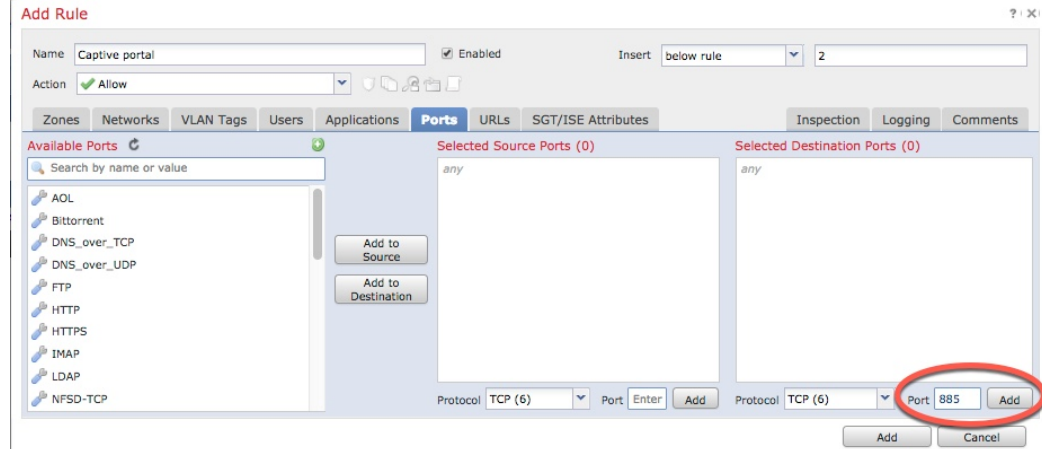 Add Rule
? X
Name Captive portal Enabled Insert below rule 2
Action Allow
Zones Networks VLAN Tags Users Applications Ports URLs SGT/ISE Attributes Inspection Logging Comments
Available Ports Selected Source Ports (0) Selected Destination Ports (0)
Search by name or value any any
AOL
Bittorrent
DNS_over_TCP
DNS_over_UDP
FTP
HTTP
HTTPS
IMAP
LDAP
NFSD-TCP
Add to
Source
Add to
Destination
Protocol TCP (6) Port Enter Add Protocol TCP (6) Port 885 Add
Add Cancel